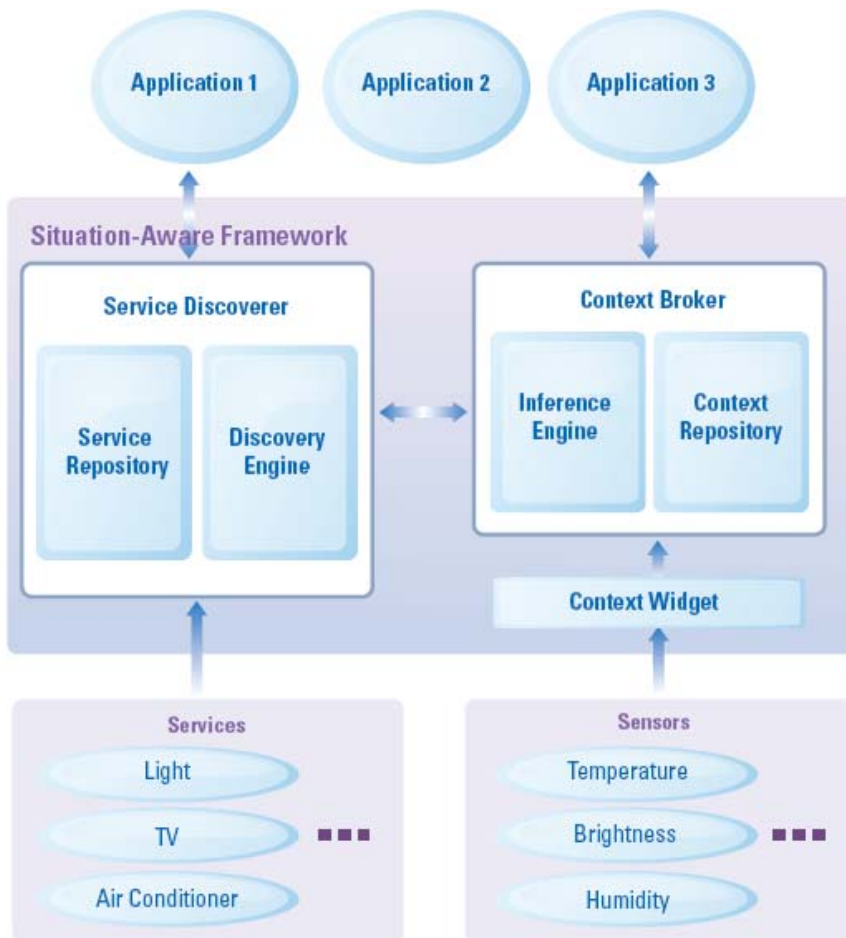 Application 1
Application 2
Application 3
Situation-Aware Framework
Service Discoverer
Service
Repository
Discovery
Engine
Context Broker
Inference
Engine
Context
Repository
Context Widget
Services
Light
TV
Air Conditioner
Sensors
Temperature
Brightness
Humidity